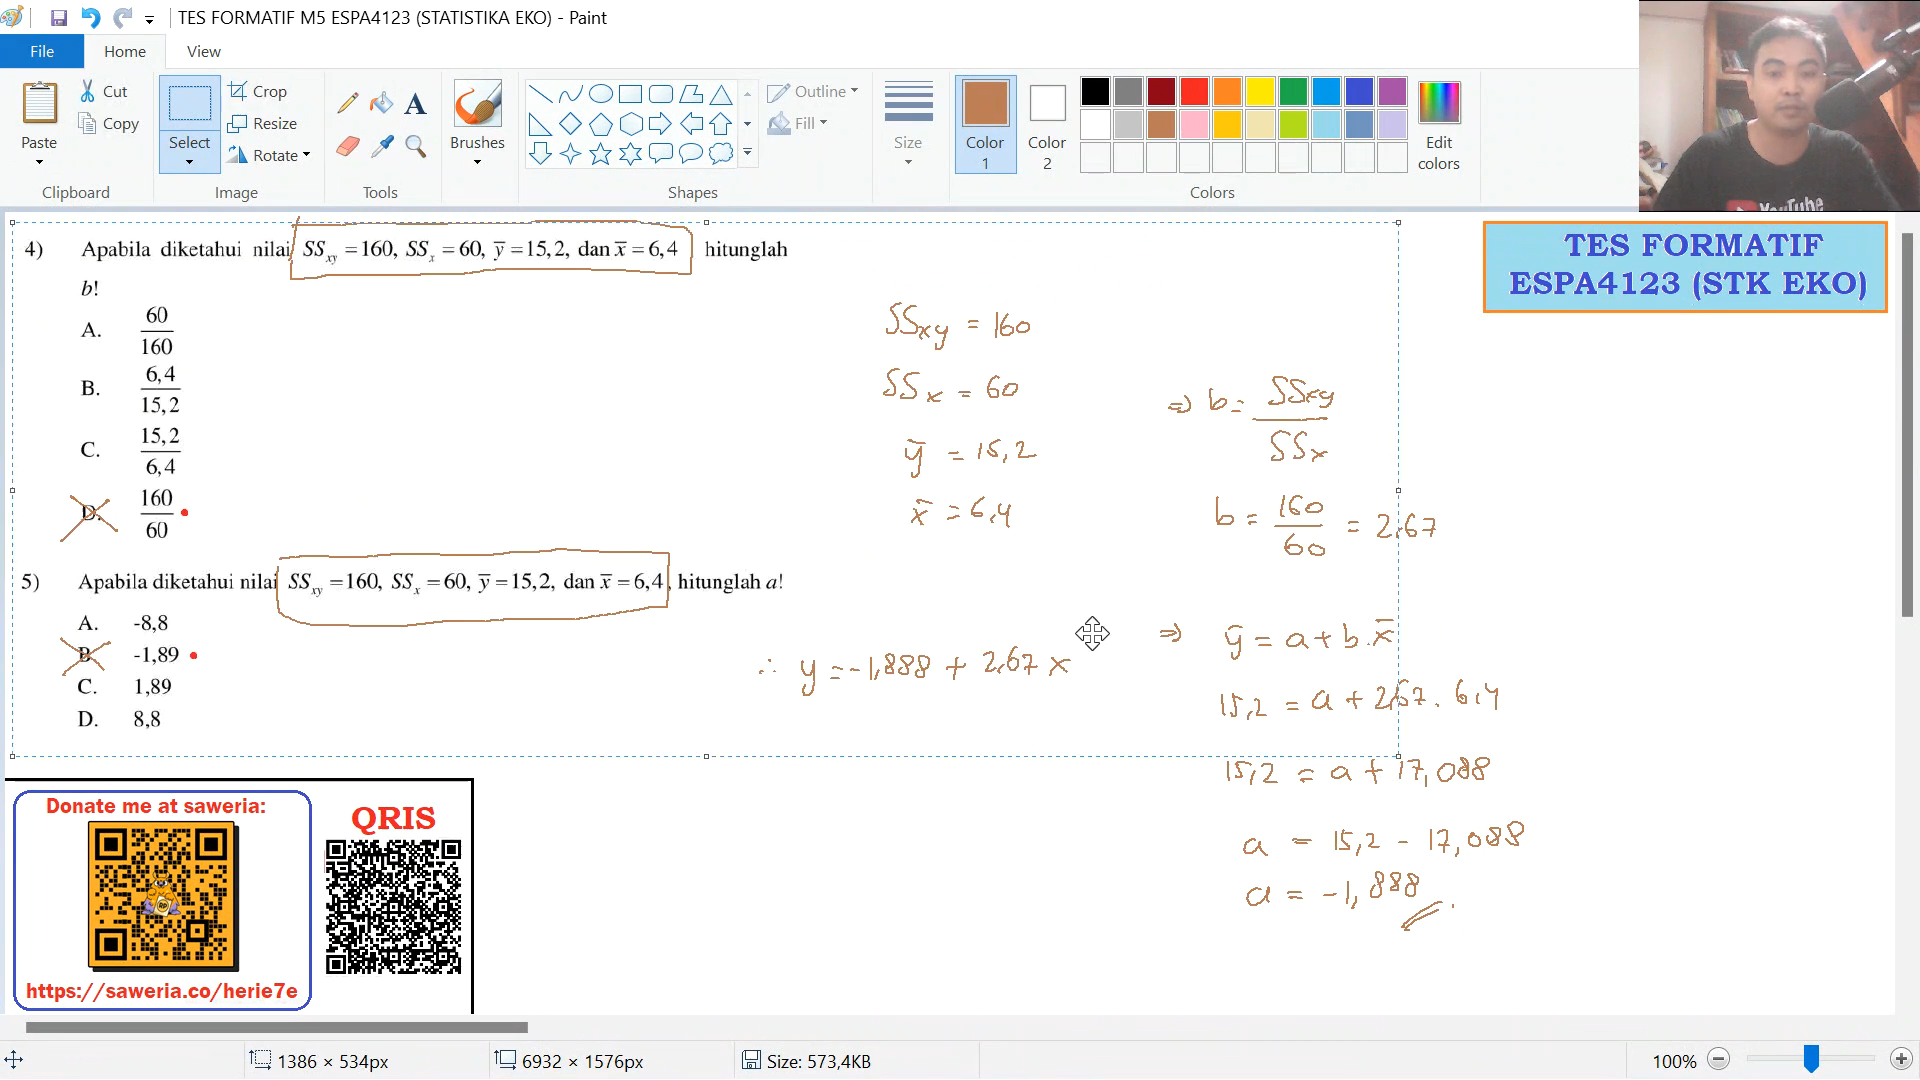 TES FORMATIF M5 ESPA4123 (STATISTIKA EKO) - Paint
File Home View
Paste
Cut
Copy
Clipboard
Select
Crop
Resize
Rotate
Image
Tools
Brushes
Shapes
Outline
Fill
Size
Color 1
Color 2
Edit colors
Colors
YouTube
TES FORMATIF
ESPA4123 (STK EKO)
4) Apabila diketahui nilai SSxy = 160, SSx = 60, ȳ = 15,2, dan x̄ = 6,4 hitunglah
b!
A. 60/160
B. 6,4/15,2
C. 15,2/6,4
D. 160/60
5) Apabila diketahui nilai SSxy = 160, SSx = 60, ȳ = 15,2, dan x̄ = 6,4, hitunglah a!
A. -8,8
B. -1,89
C. 1,89
D. 8,8
SSxy = 160
SSx = 60
ȳ = 15,2
x̄ = 6,4
⇒ b = SSxy/SSx
b = 160/60 = 2,67
⇒ ȳ = a + b . x̄
15,2 = a + 2,67 . 6,4
15,2 = a + 17,088
a = 15,2 - 17,088
a = -1,888
∴ y = -1,888 + 2,67 x
Donate me at saweria:
RP
https://saweria.co/herie7e
QRIS
1386 × 534px
6932 × 1576px
Size: 573,4KB
100%